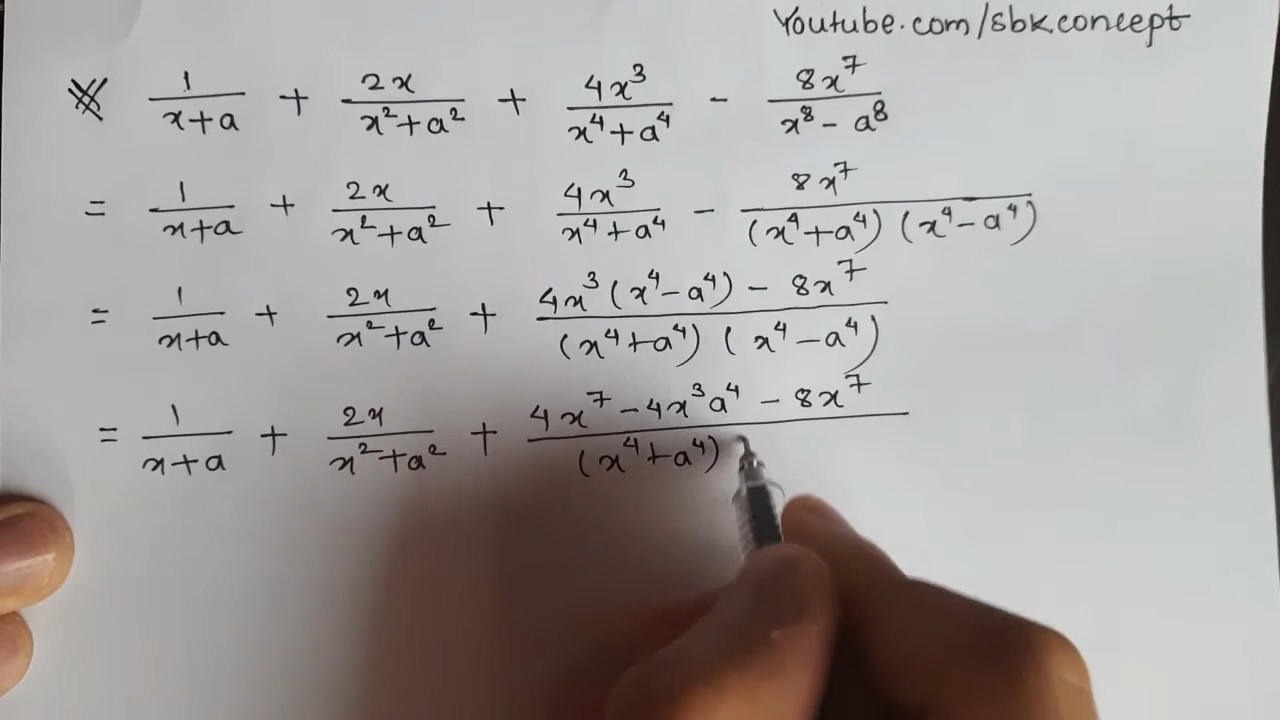 Youtube.com/sbk.concept
※ 1/(x+a) + 2x/(x²+a²) + 4x³/(x⁴+a⁴) - 8x⁷/(x⁸-a⁸)
= 1/(x+a) + 2x/(x²+a²) + 4x³/(x⁴+a⁴) - 8x⁷/((x⁴+a⁴)(x⁴-a⁴))
= 1/(x+a) + 2x/(x²+a²) + (4x³(x⁴-a⁴) - 8x⁷)/((x⁴+a⁴)(x⁴-a⁴))
= 1/(x+a) + 2x/(x²+a²) + (4x⁷-4x³a⁴-8x⁷)/(x⁴+a⁴)